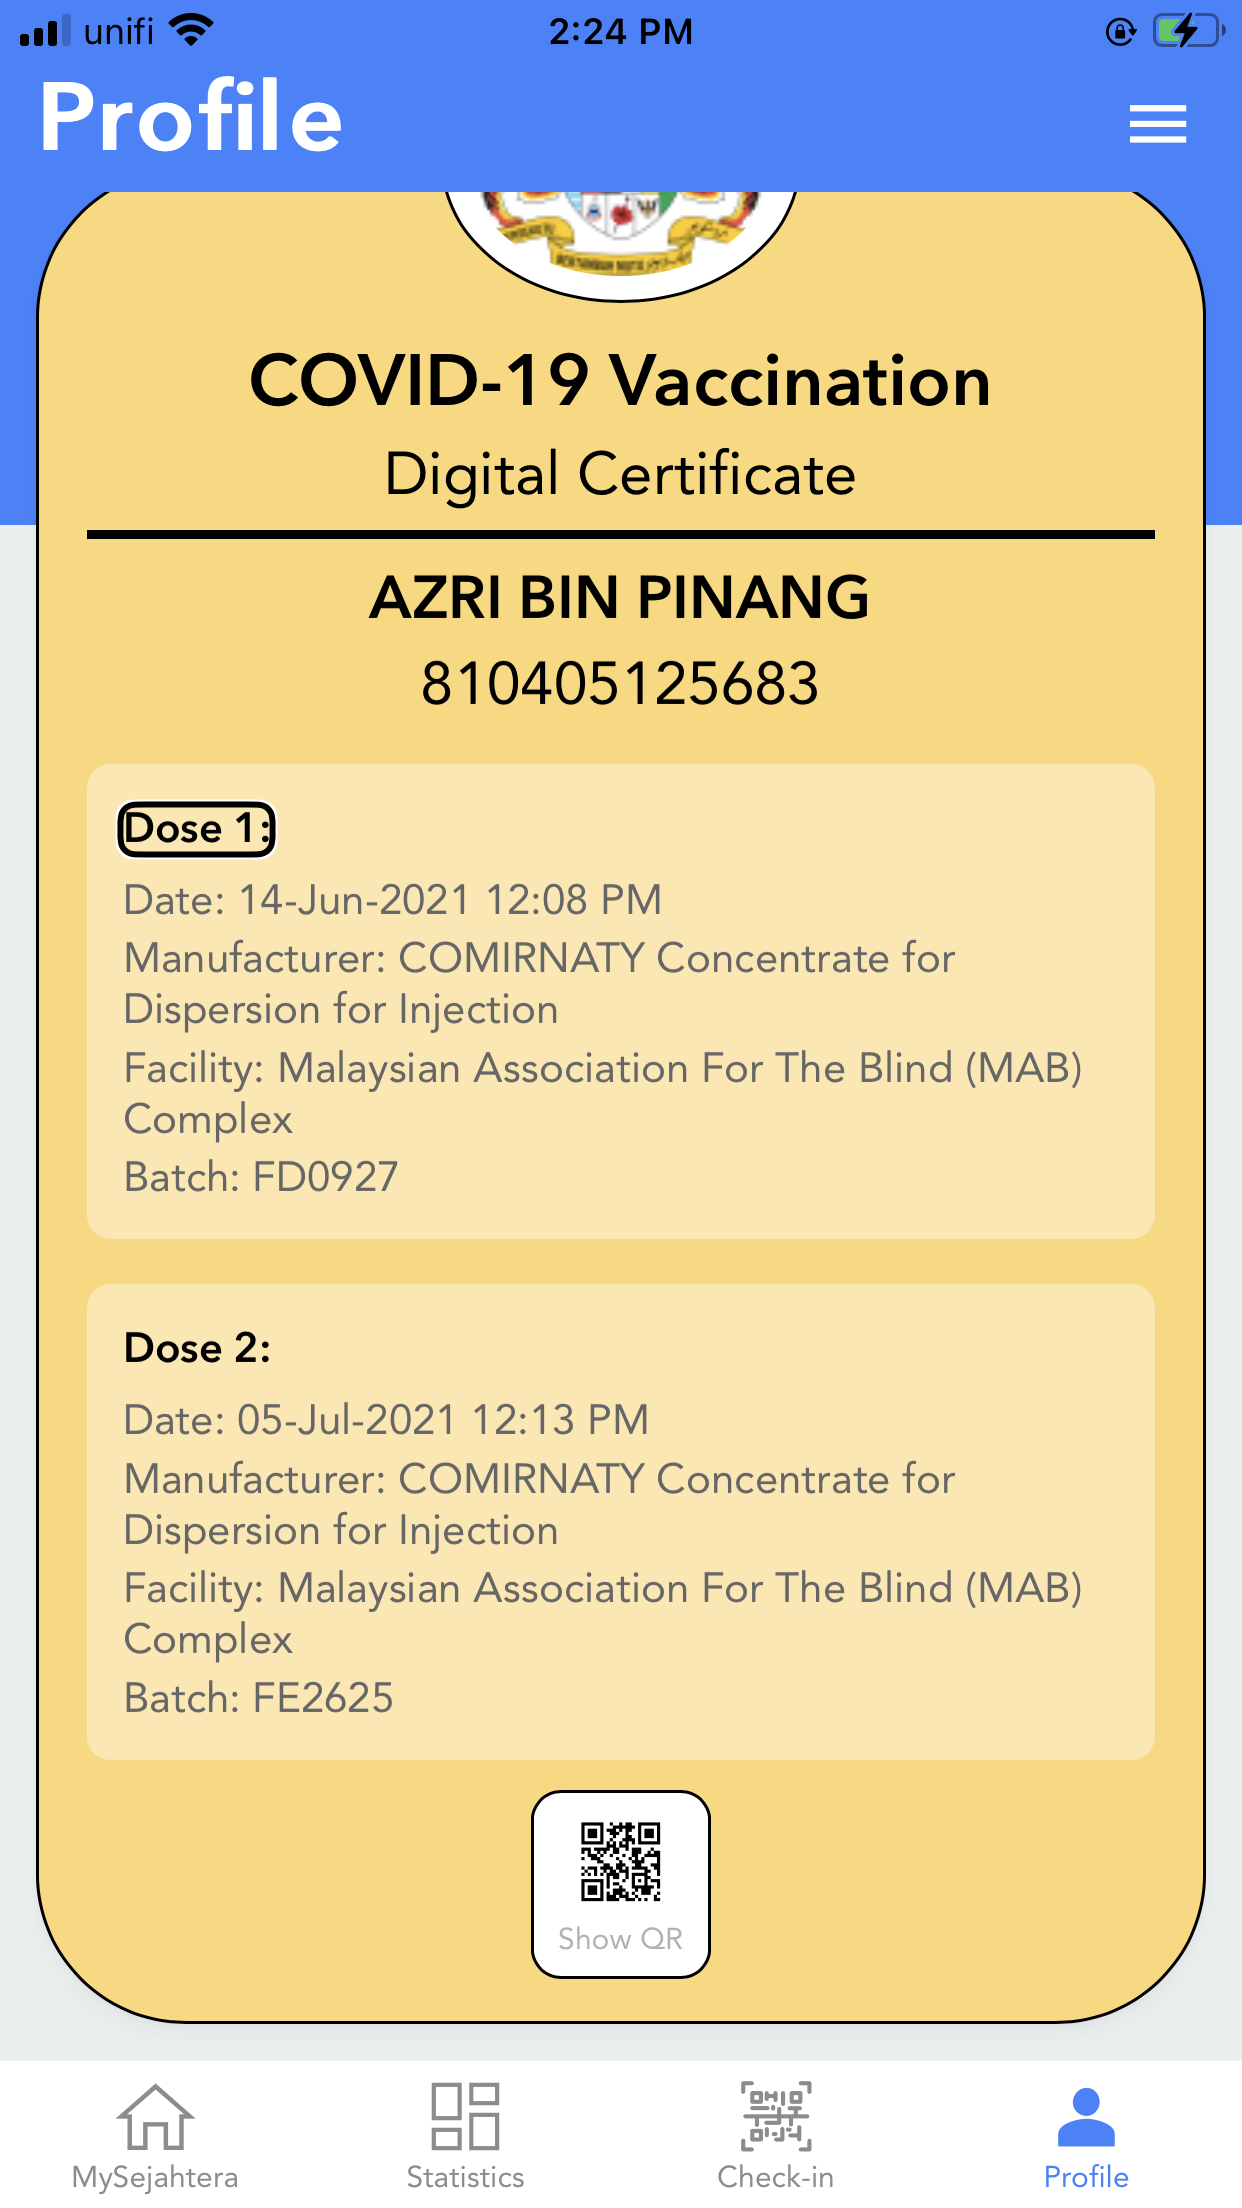 unifi
2:24 PM
Profile
COVID-19 Vaccination
Digital Certificate
AZRI BIN PINANG
810405125683
Dose 1:
Date: 14-Jun-2021 12:08 PM
Manufacturer: COMIRNATY Concentrate for
Dispersion for Injection
Facility: Malaysian Association For The Blind (MAB)
Complex
Batch: FD0927
Dose 2:
Date: 05-Jul-2021 12:13 PM
Manufacturer: COMIRNATY Concentrate for
Dispersion for Injection
Facility: Malaysian Association For The Blind (MAB)
Complex
Batch: FE2625
Show QR
MySejahtera
Statistics
Check-in
Profile